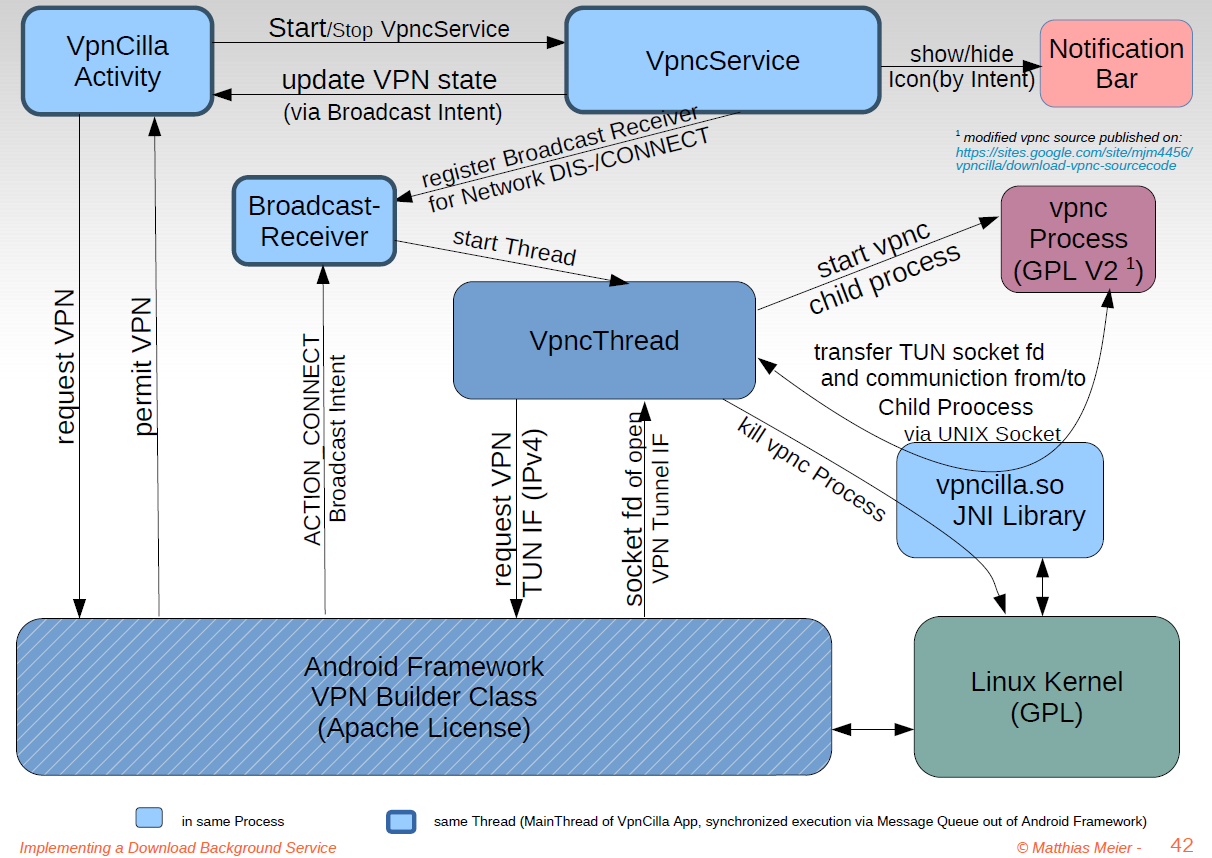 VpnCilla
Activity
Start/Stop VpncService
update VPN state
(via Broadcast Intent)
VpncService
show/hide
Icon(by Intent)
Notification
Bar
1 modified vpnc source published on:
https://sites.google.com/site/mjm4456/
vpncilla/download-vpnc-sourcecode
register Broadcast Receiver
for Network DIS-/CONNECT
Broadcast-
Receiver
start Thread
start vpnc
child process
vpnc
Process
(GPL V2 1)
VpncThread
request VPN
permit VPN
ACTION_CONNECT
Broadcast Intent
transfer TUN socket fd
and communiction from/to
Child Proocess
via UNIX Socket
request VPN
TUN IF (IPv4)
socket fd of open
VPN Tunnel IF
kill vpnc Process
vpncilla.so
JNI Library
Android Framework
VPN Builder Class
(Apache License)
Linux Kernel
(GPL)
in same Process
same Thread (MainThread of VpnCilla App, synchronized execution via Message Queue out of Android Framework)
Implementing a Download Background Service
© Matthias Meier -
42